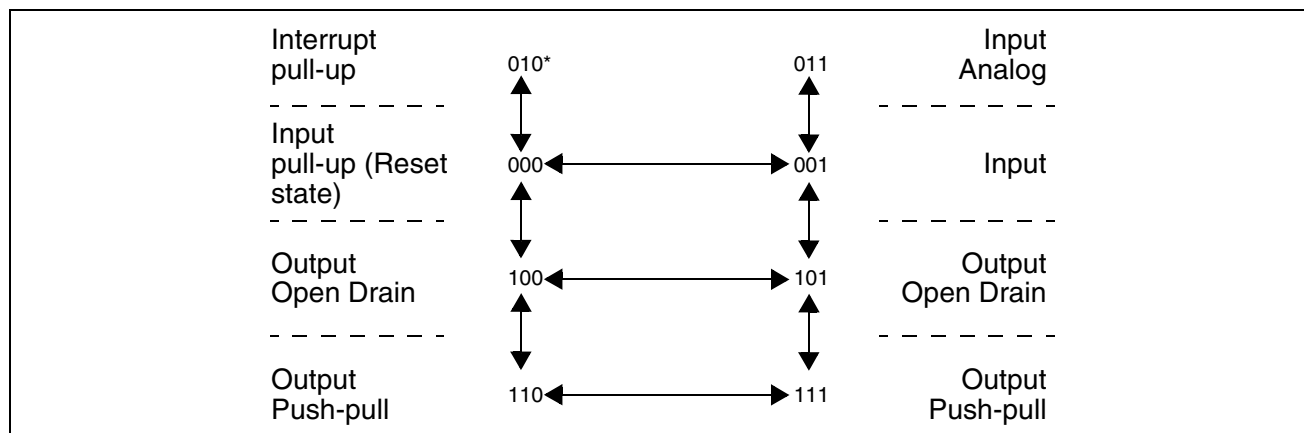 Interrupt
pull-up
010*
011
Input
Analog
Input
pull-up (Reset
state)
000
001
Input
Output
Open Drain
100
101
Output
Open Drain
Output
Push-pull
110
111
Output
Push-pull